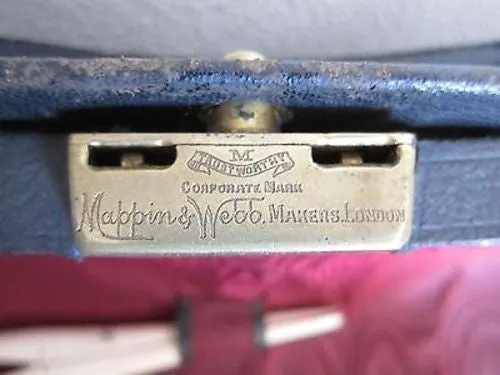 M
TRUSTWORTHY
CORPORATE MARK
Mappin & Webb. MAKERS. LONDON